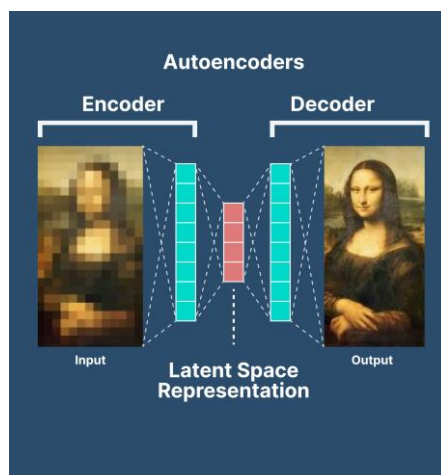 Autoencoders
Encoder
Decoder
Input
Output
Latent Space
Representation